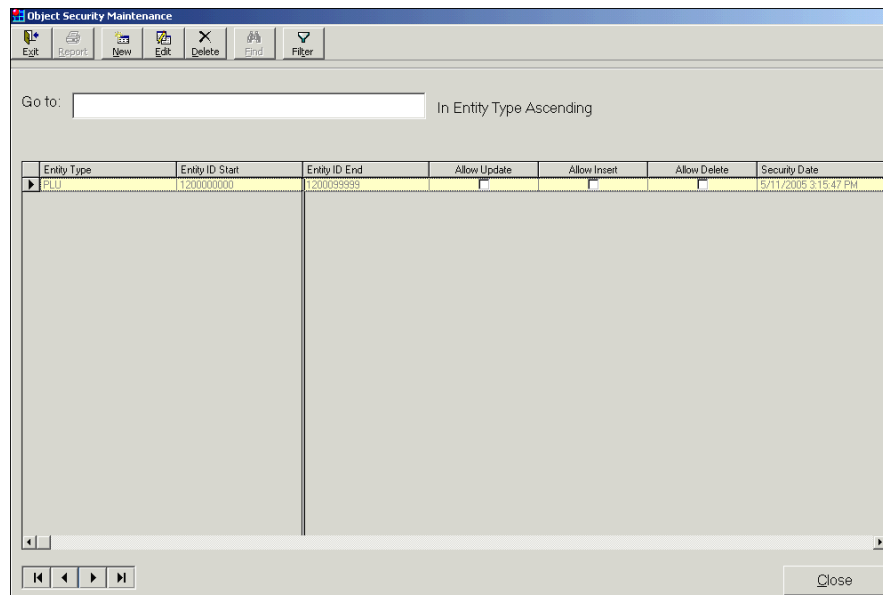 Object Security Maintenance
Exit Report New Edit Delete Find Filter
Go to: In Entity Type Ascending
Entity Type Entity ID Start Entity ID End Allow Update Allow Insert Allow Delete Security Date
PLU 1200000000 1200099999 5/11/2005 3:15:47 PM
Close